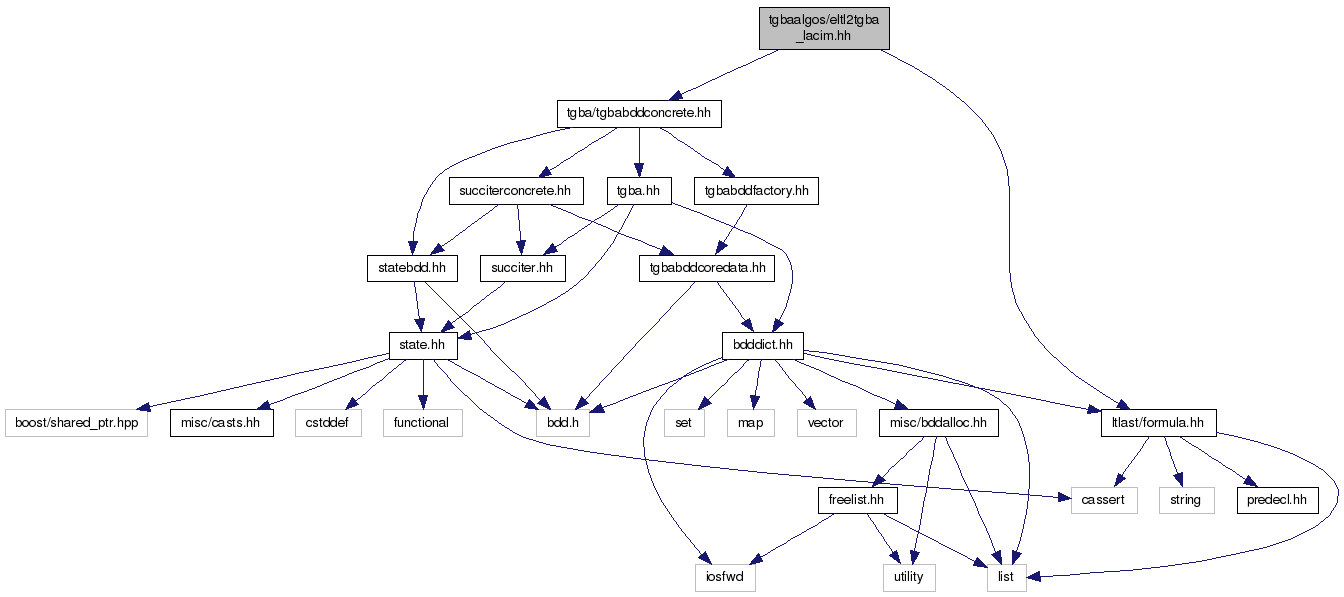 tgbaalgos/eltl2tgba
_lacim.hh
tgba/tgbabddconcrete.hh
succiterconcrete.hh
tgba.hh
tgbabddfactory.hh
statebdd.hh
succiter.hh
tgbabddcoredata.hh
state.hh
bdddict.hh
boost/shared_ptr.hpp
misc/casts.hh
cstddef
functional
bdd.h
set
map
vector
misc/bddalloc.hh
ltlast/formula.hh
freelist.hh
cassert
string
predecl.hh
iosfwd
utility
list